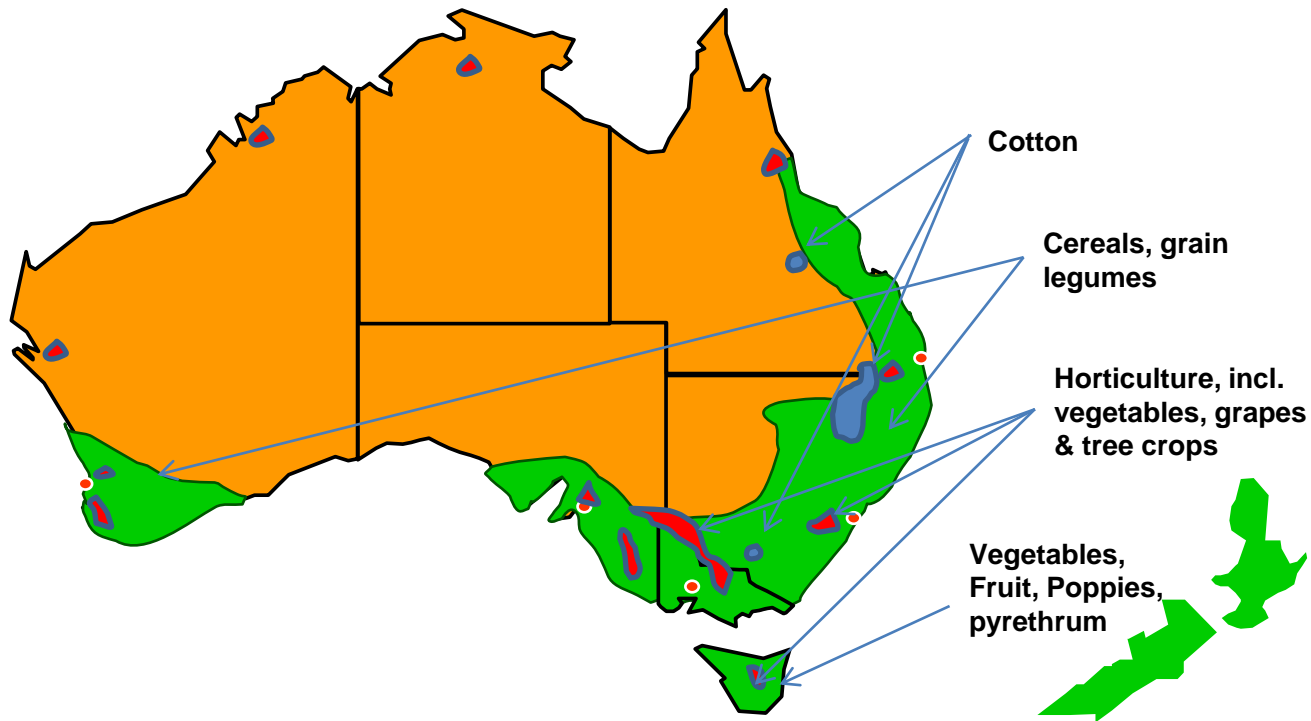 Cotton
Cereals, grain
legumes
Horticulture, incl.
vegetables, grapes
& tree crops
Vegetables,
Fruit, Poppies,
pyrethrum